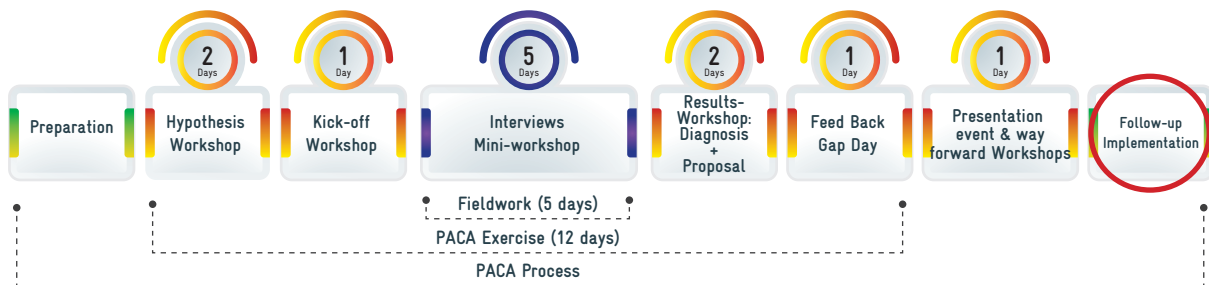 2
Days
1
Day
5
Days
2
Days
1
Day
1
Day
Preparation
Hypothesis
Workshop
Kick-off
Workshop
Interviews
Mini-workshop
Results-
Workshop:
Diagnosis
+
Proposal
Feed Back
Gap Day
Presentation
event & way
forward Workshops
Follow-up
Implementation
Fieldwork (5 days)
PACA Exercise (12 days)
PACA Process